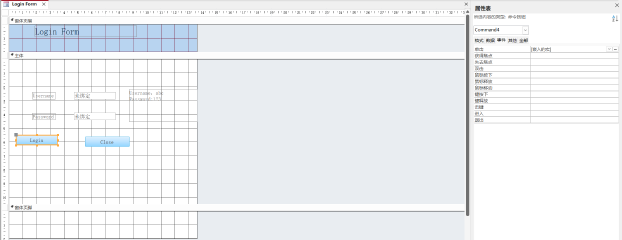 Login Form
属性表
所选内容的类型: 命令按钮
窗体页眉
Login Form
Command4
格式 数据 事件 其他 全部
主体
单击
[嵌入的宏]
获得焦点
失去焦点
双击
鼠标按下
鼠标释放
鼠标移动
键按下
键释放
击键
进入
退出
Username
未绑定
Password
未绑定
Login
Close
窗体页脚